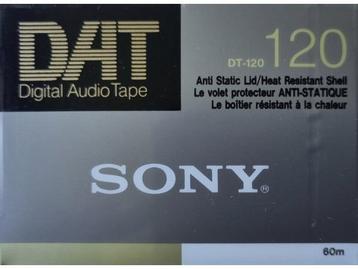 DAT
Digital Audio Tape
DT-120 120
Anti Static Lid/Heat Resistant Shell
Le volet protecteur ANTI-STATIQUE
Le boîtier résistant à la chaleur
SONY®
60m